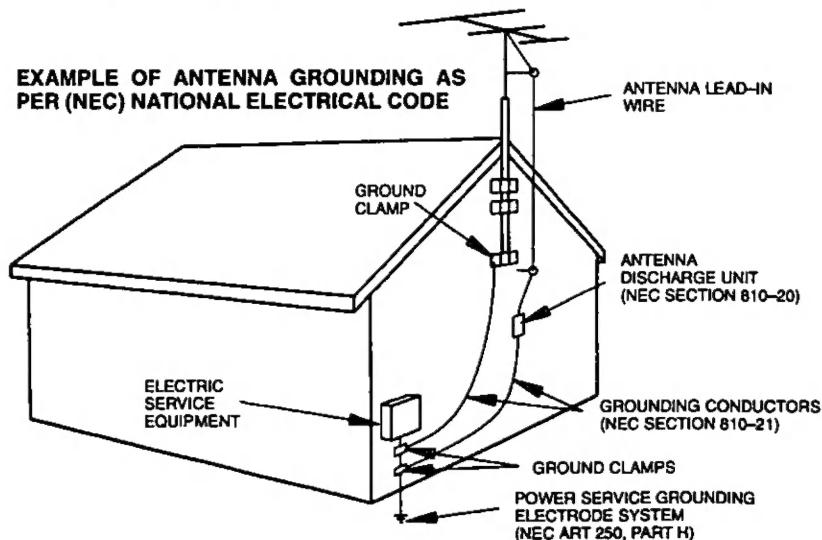 EXAMPLE OF ANTENNA GROUNDING AS
PER (NEC) NATIONAL ELECTRICAL CODE
ANTENNA LEAD–IN
WIRE
GROUND
CLAMP
ANTENNA
DISCHARGE UNIT
(NEC SECTION 810–20)
ELECTRIC
SERVICE
EQUIPMENT
GROUNDING CONDUCTORS
(NEC SECTION 810–21)
GROUND CLAMPS
POWER SERVICE GROUNDING
ELECTRODE SYSTEM
(NEC ART 250, PART H)